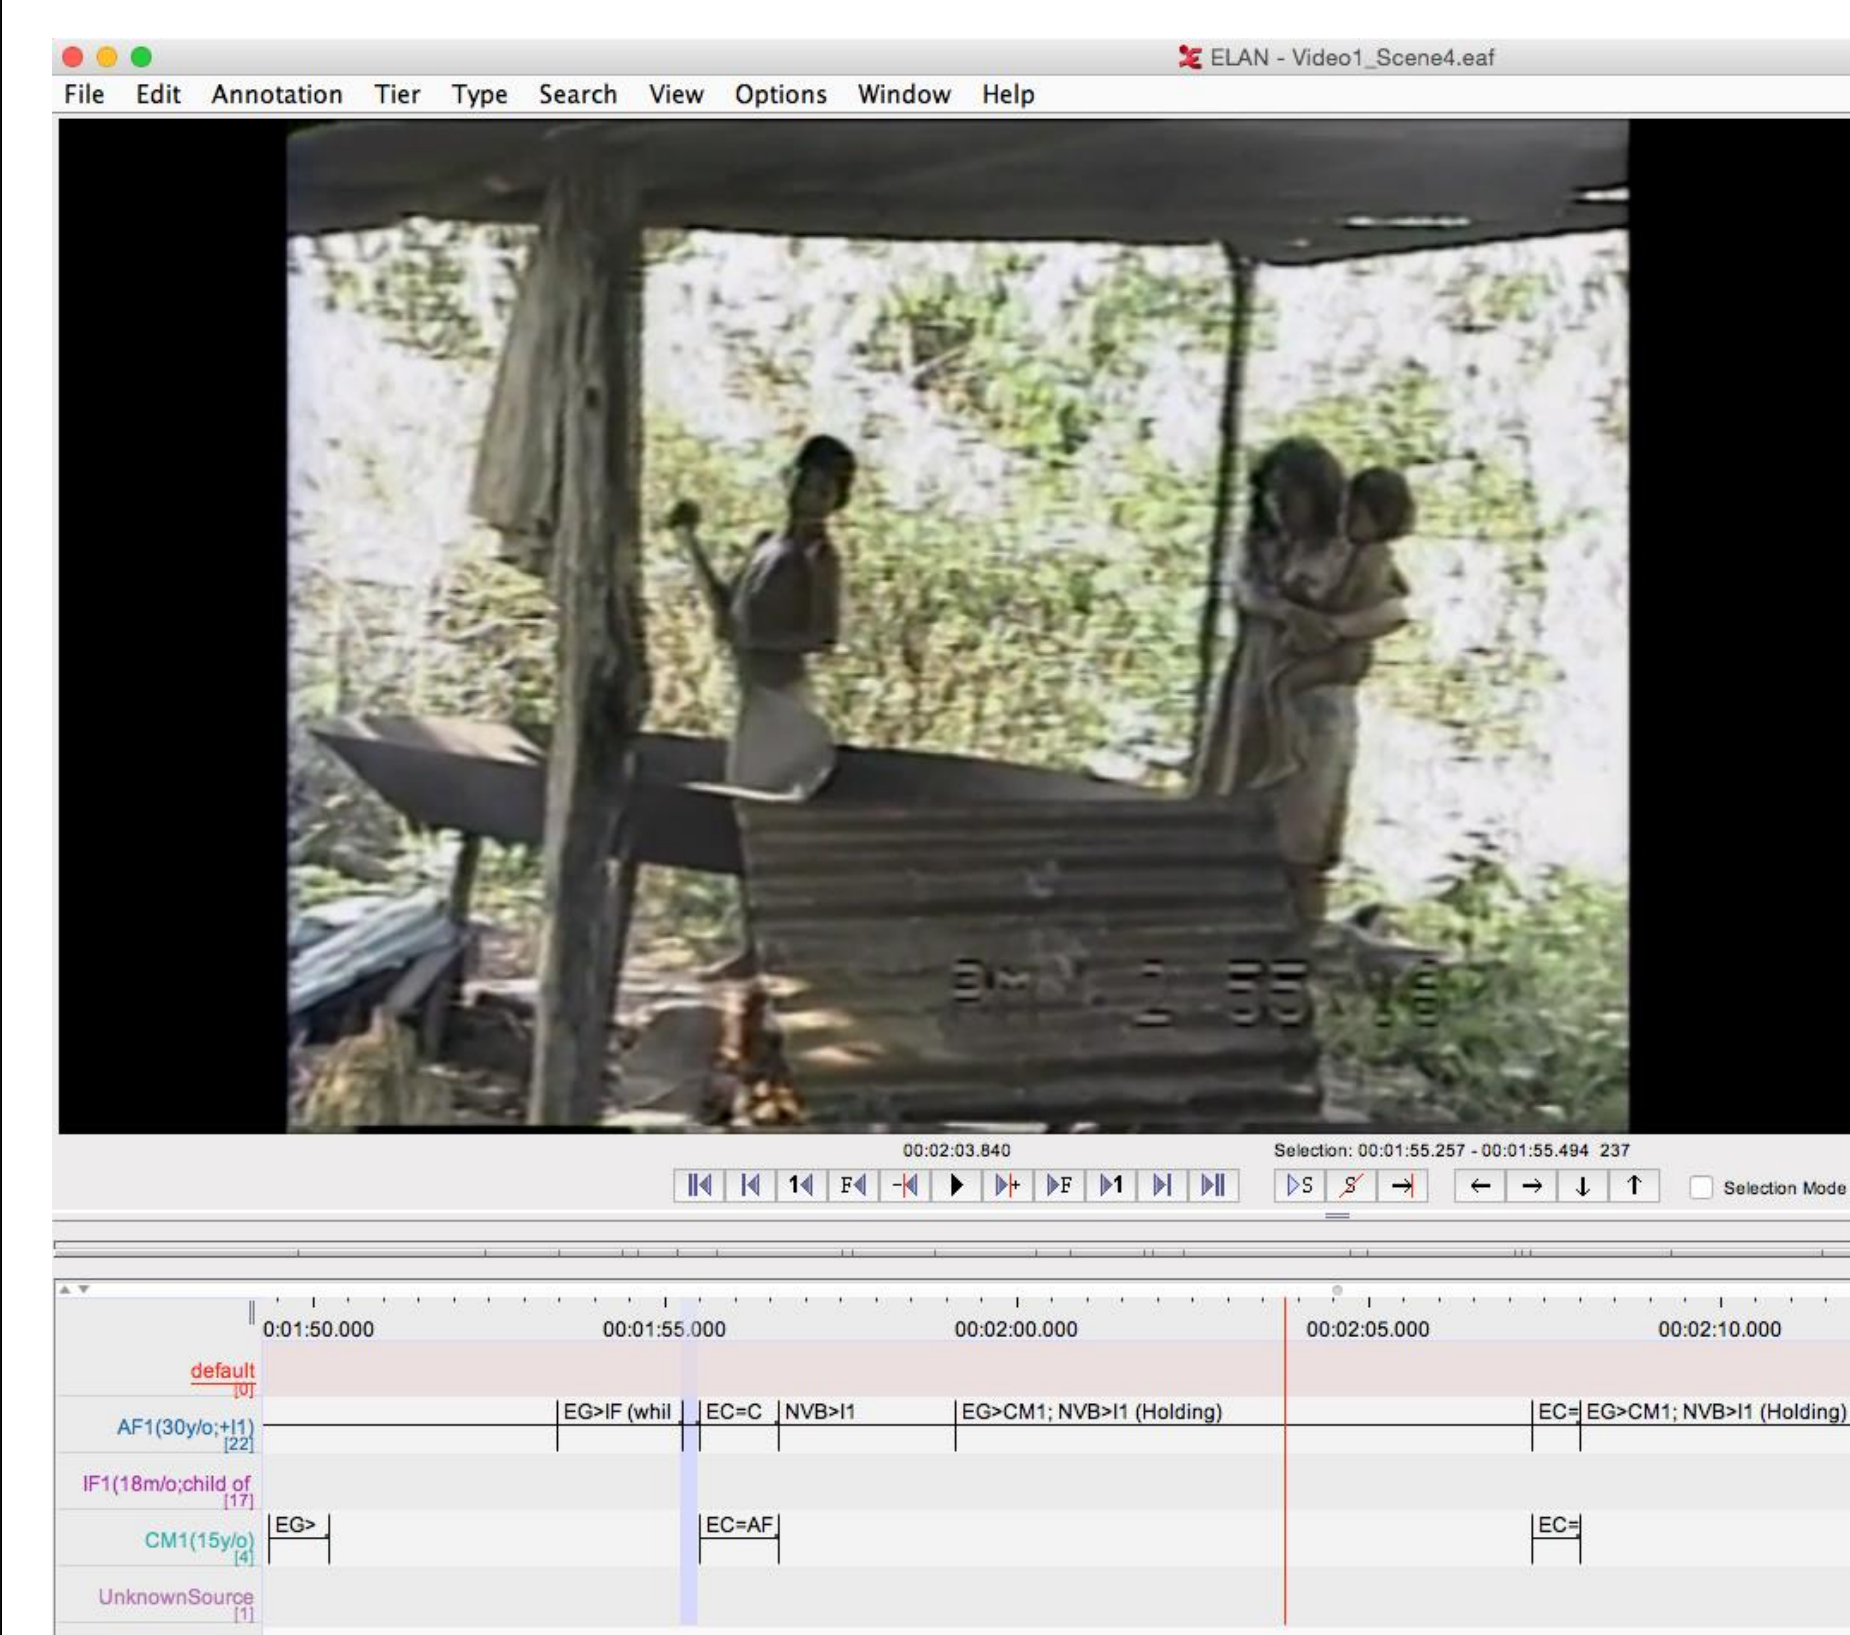 ELAN - Video1_Scene4.eaf
File Edit Annotation Tier Type Search View Options Window Help
2 55
00:02:03.840 Selection: 00:01:55.257 - 00:01:55.494 237
1 F - + F 1 S S Selection Mode
0:01:50.000 00:01:55.000 00:02:00.000 00:02:05.000 00:02:10.000
default
[0]
AF1(30y/o;+I1) EG>IF (whil EC=C NVB>I1 EG>CM1; NVB>I1 (Holding) EC= EG>CM1; NVB>I1 (Holding)
[22]
IF1(18m/o;child of
[17]
CM1(15y/o) EG> EC=AF EC=
[4]
UnknownSource
[1]